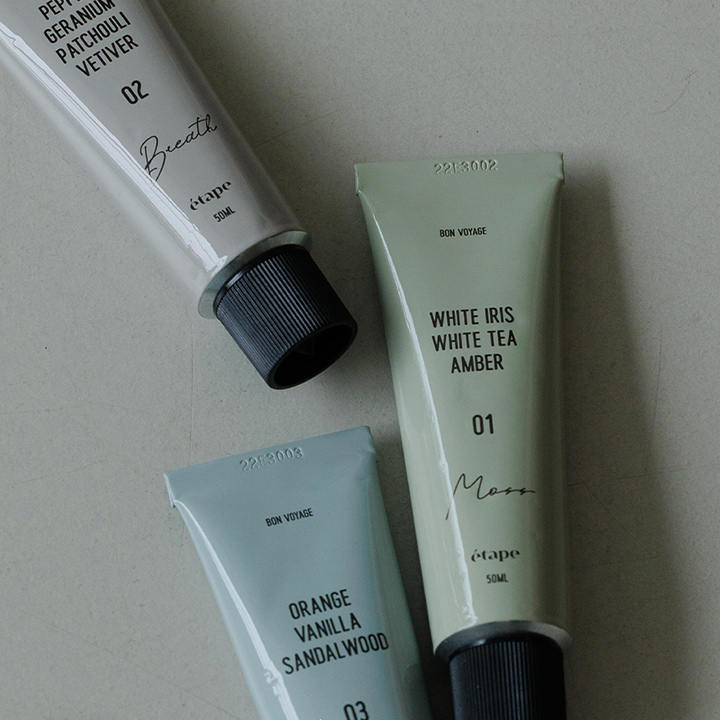 GERANIUM
PATCHOULI
VETIVER
02
Breath
étape
50ML
22E3002
BON VOYAGE
WHITE IRIS
WHITE TEA
AMBER
01
Moss
étape
50ML
22E3003
BON VOYAGE
ORANGE
VANILLA
SANDALWOOD
03